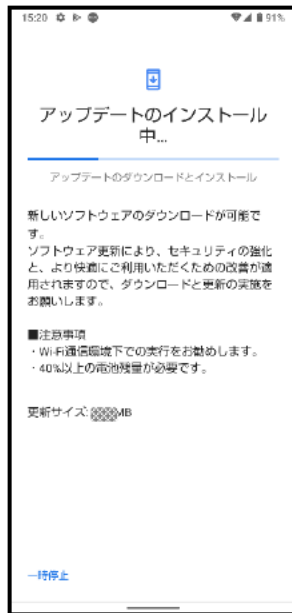 15:20 91%
アップデートのインストール
中...
アップデートのダウンロードとインストール
新しいソフトウェアのダウンロードが可能で
す。
ソフトウェア更新により、セキュリティの強化
と、より快適にご利用いただくための改善が適
用されますので、ダウンロードと更新の実施を
お願いします。
■注意事項
・Wi-Fi通信環境下での実行をお勧めします。
・40%以上の電池残量が必要です。
更新サイズ: MB
一時停止